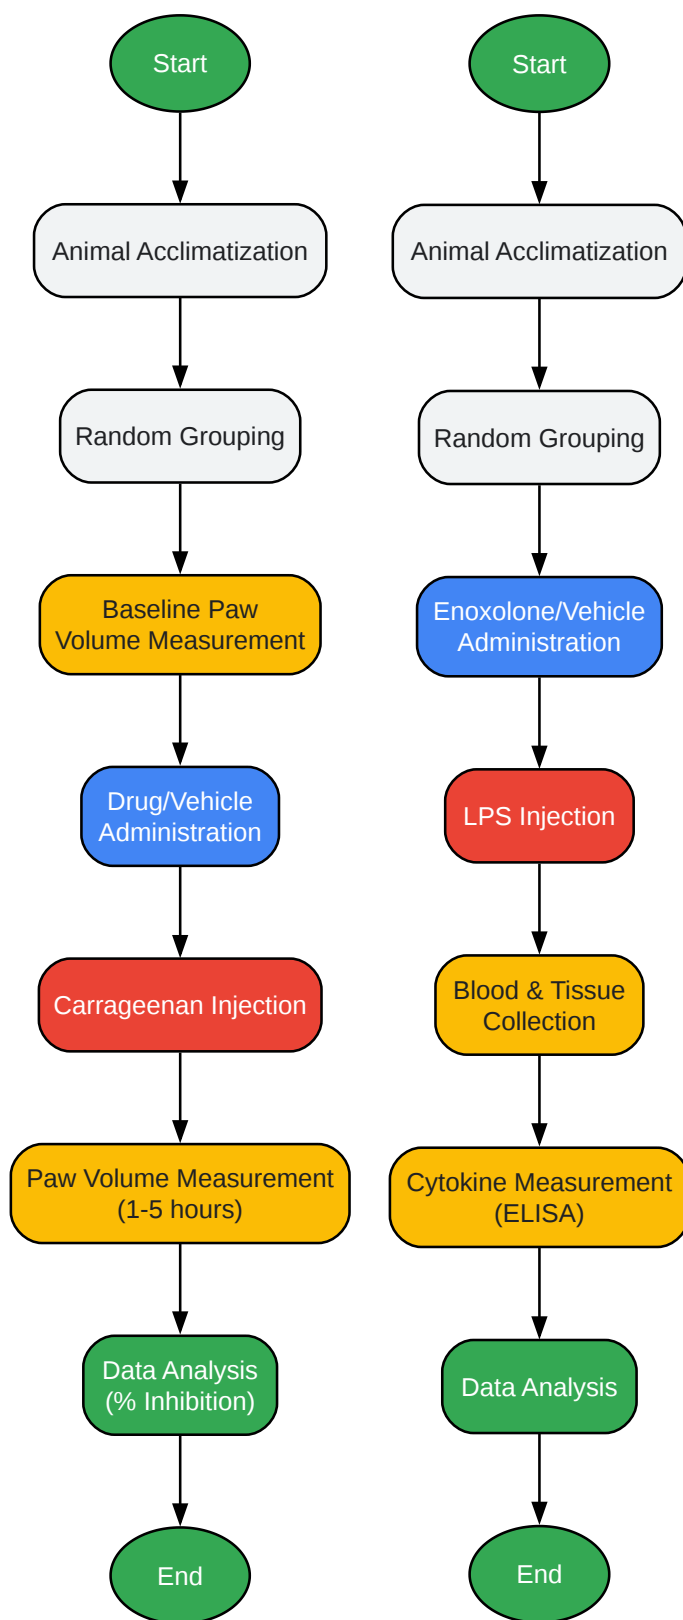 Start
Animal Acclimatization
Random Grouping
Baseline Paw
Volume Measurement
Drug/Vehicle
Administration
Carrageenan Injection
Paw Volume Measurement
(1-5 hours)
Data Analysis
(% Inhibition)
End
Start
Animal Acclimatization
Random Grouping
Enoxolone/Vehicle
Administration
LPS Injection
Blood & Tissue
Collection
Cytokine Measurement
(ELISA)
Data Analysis
End